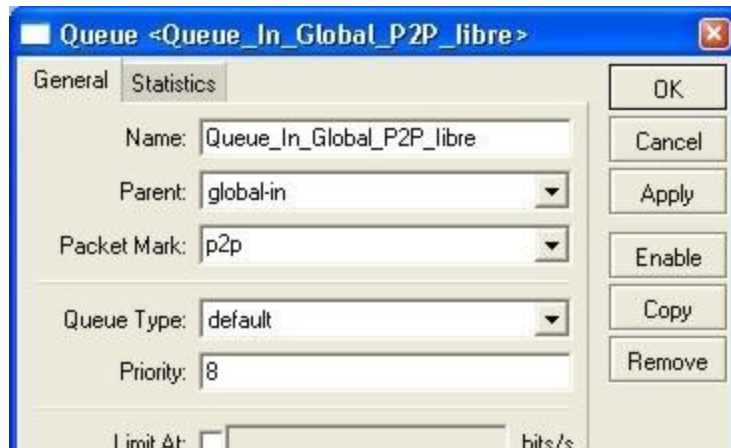 Queue <Queue_In_Global_P2P_libre>
General Statistics
OK
Name: Queue_In_Global_P2P_libre
Cancel
Parent: global-in
Apply
Packet Mark: p2p
Enable
Queue Type: default
Copy
Priority: 8
Remove
Limit At: bits/s